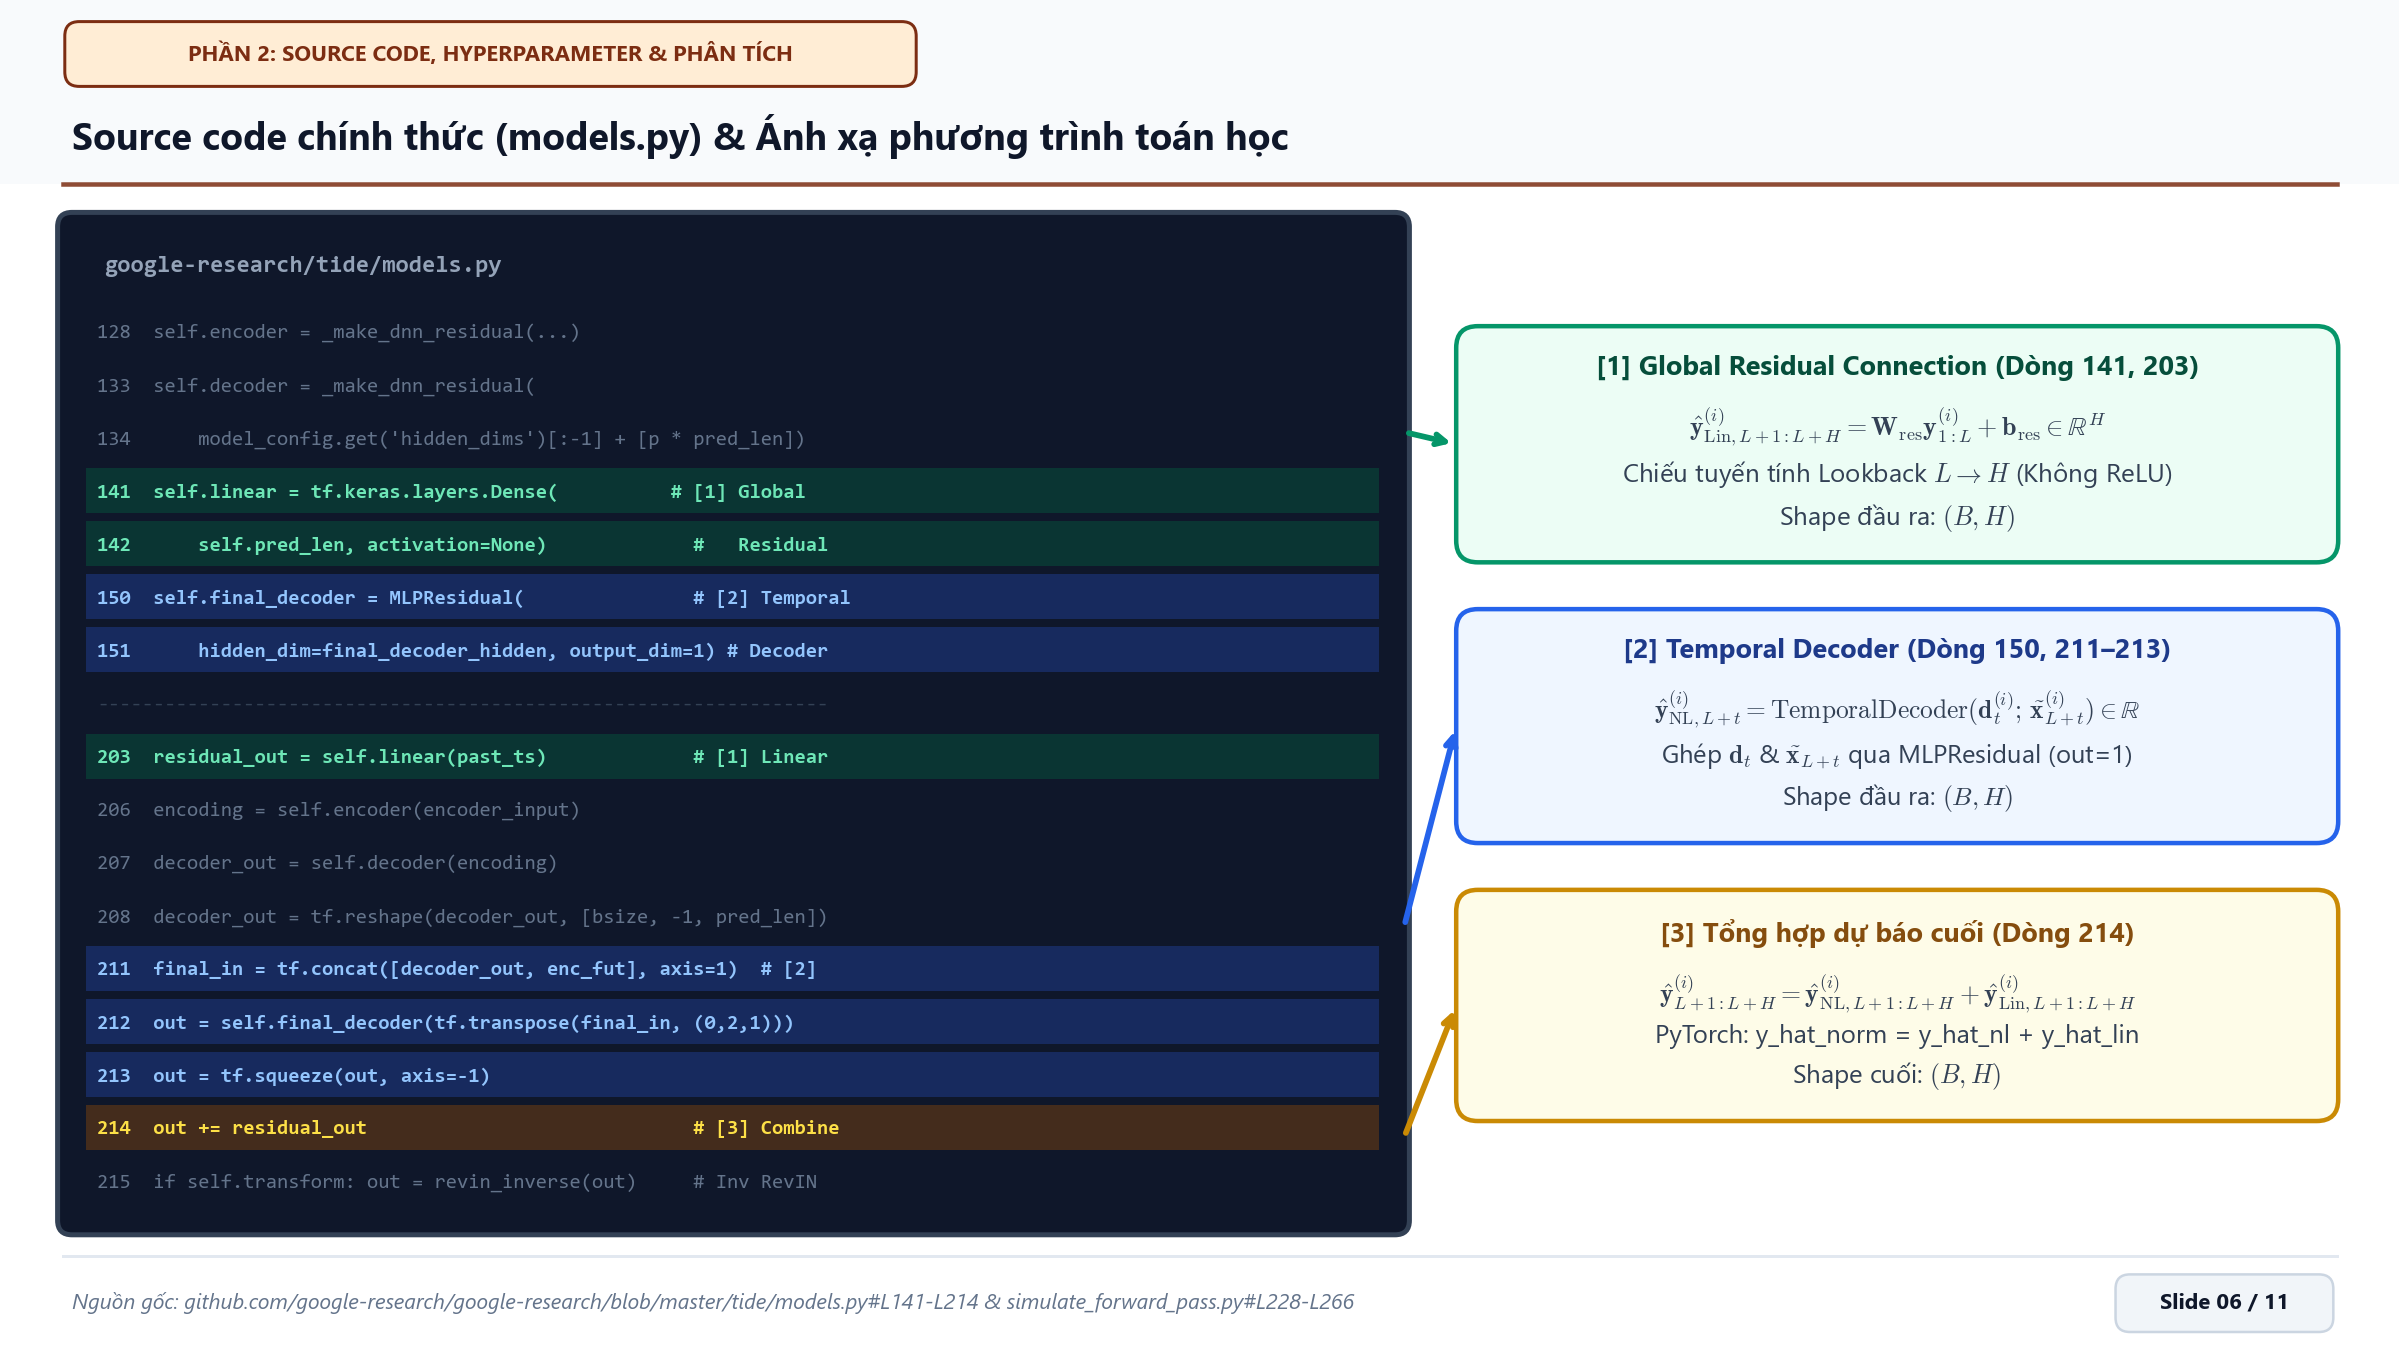 PHẦN 2: SOURCE CODE, HYPERPARAMETER & PHÂN TÍCH
Source code chính thức (models.py) & Ánh xạ phương trình toán học
google-research/tide/models.py
128  self.encoder = _make_dnn_residual(...)
133  self.decoder = _make_dnn_residual(
134      model_config.get('hidden_dims')[:-1] + [p * pred_len])
141  self.linear = tf.keras.layers.Dense(          # [1] Global
142      self.pred_len, activation=None)             #   Residual
150  self.final_decoder = MLPResidual(               # [2] Temporal
151      hidden_dim=final_decoder_hidden, output_dim=1) # Decoder
-----------------------------------------------------------------
203  residual_out = self.linear(past_ts)             # [1] Linear
206  encoding = self.encoder(encoder_input)
207  decoder_out = self.decoder(encoding)
208  decoder_out = tf.reshape(decoder_out, [bsize, -1, pred_len])
211  final_in = tf.concat([decoder_out, enc_fut], axis=1)  # [2]
212  out = self.final_decoder(tf.transpose(final_in, (0,2,1)))
213  out = tf.squeeze(out, axis=-1)
214  out += residual_out                             # [3] Combine
215  if self.transform: out = revin_inverse(out)     # Inv RevIN
[1] Global Residual Connection (Dòng 141, 203)
ŷ^(i)_{Lin, L+1:L+H} = W_res y^(i)_{1:L} + b_res ∈ ℝ^H
Chiếu tuyến tính Lookback L → H (Không ReLU)
Shape đầu ra: (B, H)
[2] Temporal Decoder (Dòng 150, 211–213)
ŷ^(i)_{NL, L+t} = TemporalDecoder(d^(i)_t; x̃^(i)_{L+t}) ∈ ℝ
Ghép d_t & x̃_{L+t} qua MLPResidual (out=1)
Shape đầu ra: (B, H)
[3] Tổng hợp dự báo cuối (Dòng 214)
ŷ^(i)_{L+1:L+H} = ŷ^(i)_{NL, L+1:L+H} + ŷ^(i)_{Lin, L+1:L+H}
PyTorch: y_hat_norm = y_hat_nl + y_hat_lin
Shape cuối: (B, H)
Nguồn gốc: github.com/google-research/google-research/blob/master/tide/models.py#L141-L214 & simulate_forward_pass.py#L228-L266
Slide 06 / 11